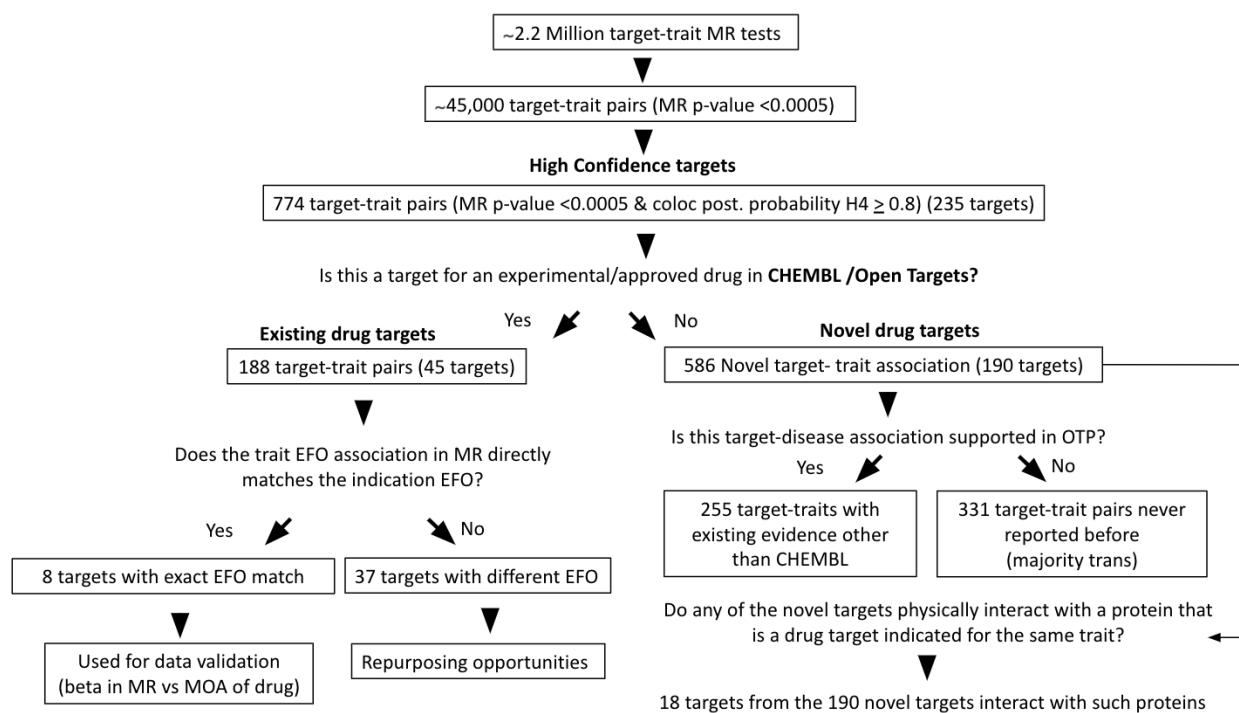 ~2.2 Million target-trait MR tests
~45,000 target-trait pairs (MR p-value <0.0005)
High Confidence targets
774 target-trait pairs (MR p-value <0.0005 & coloc post. probability H4 ≥ 0.8) (235 targets)
Is this a target for an experimental/approved drug in CHEMBL /Open Targets?
Yes
No
Existing drug targets
188 target-trait pairs (45 targets)
Does the trait EFO association in MR directly
matches the indication EFO?
Yes
No
8 targets with exact EFO match
37 targets with different EFO
Used for data validation
(beta in MR vs MOA of drug)
Repurposing opportunities
Novel drug targets
586 Novel target- trait association (190 targets)
Is this target-disease association supported in OTP?
Yes
No
255 target-traits with
existing evidence other
than CHEMBL
331 target-trait pairs never
reported before
(majority trans)
Do any of the novel targets physically interact with a protein that
is a drug target indicated for the same trait?
18 targets from the 190 novel targets interact with such proteins